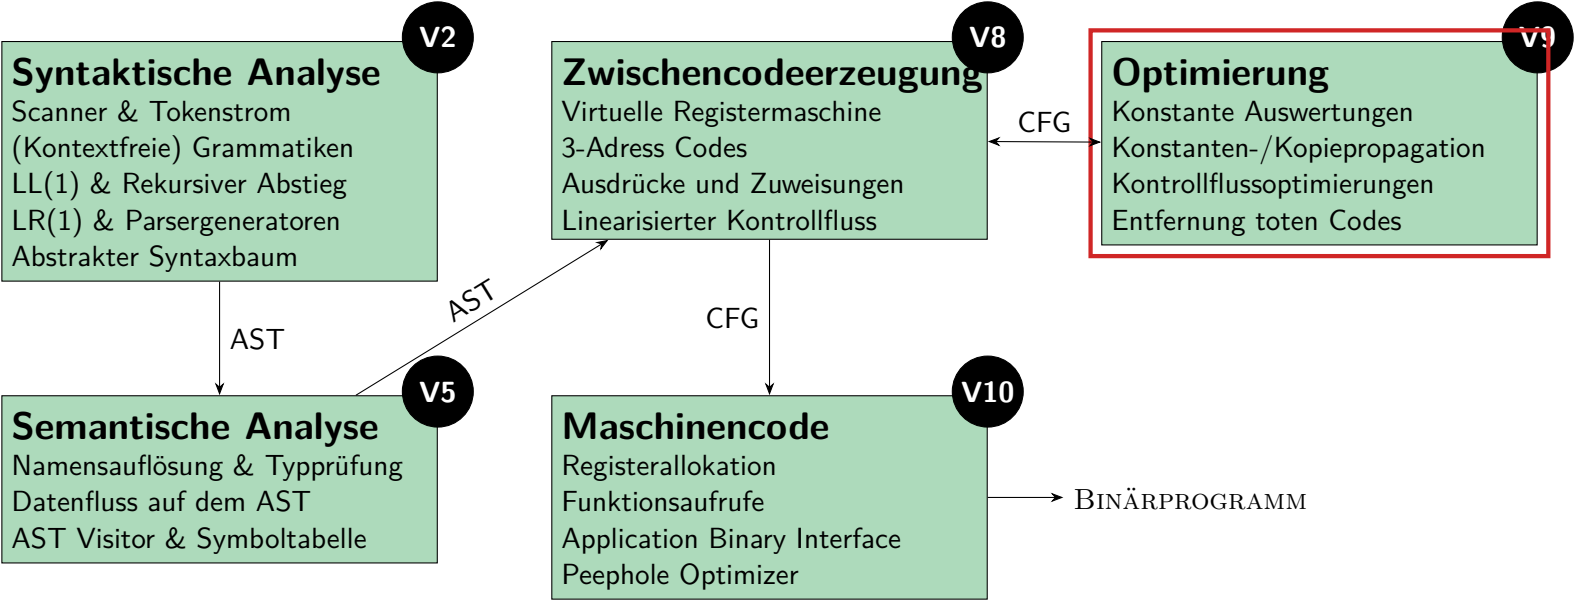 V2
Syntaktische Analyse
Scanner & Tokenstrom
(Kontextfreie) Grammatiken
LL(1) & Rekursiver Abstieg
LR(1) & Parsergeneratoren
Abstrakter Syntaxbaum
AST
V5
Semantische Analyse
Namensauflösung & Typprüfung
Datenfluss auf dem AST
AST Visitor & Symboltabelle
AST
V8
Zwischencodeerzeugung
Virtuelle Registermaschine
3-Adress Codes
Ausdrücke und Zuweisungen
Linearisierter Kontrollfluss
CFG
V9
Optimierung
Konstante Auswertungen
Konstanten-/Kopiepropagation
Kontrollflussoptimierungen
Entfernung toten Codes
CFG
V10
Maschinencode
Registerallokation
Funktionsaufrufe
Application Binary Interface
Peephole Optimizer
BINÄRPROGRAMM